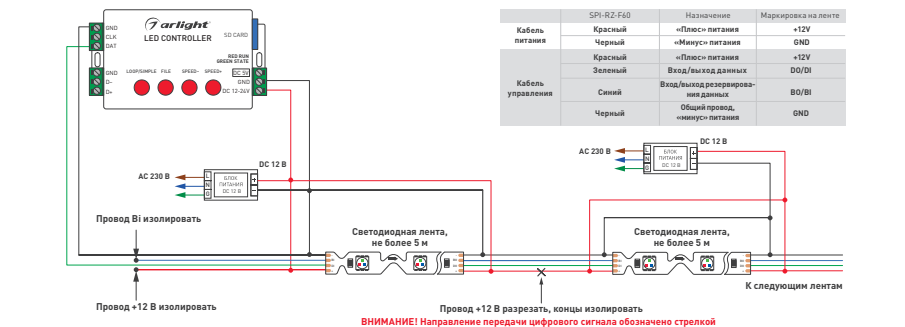 GND
CLK
DAT
arlight
LED CONTROLLER
SD CARD
RED RUN
GREEN STATE
GND
D-
D+
LOOP/SIMPLE FILE SPEED- SPEED+
DC 5V
GND
DC 12-24V
SPI-RZ-F60 Назначение Маркировка на ленте
Кабель питания
Красный «Плюс» питания +12V
Черный «Минус» питания GND
Кабель управления
Красный «Плюс» питания +12V
Зеленый Вход/выход данных DO/DI
Синий Вход/выход резервирова-
ния данных BO/BI
Черный Общий провод,
«минус» питания GND
AC 230 В
L
N
G
БЛОК
ПИТАНИЯ
DC 12 В
+
−
DC 12 В
AC 230 В
L
N
G
БЛОК
ПИТАНИЯ
DC 12 В
+
−
DC 12 В
Провод Bi изолировать
Светодиодная лента,
не более 5 м
Светодиодная лента,
не более 5 м
К следующим лентам
Провод +12 В изолировать
Провод +12 В разрезать, концы изолировать
ВНИМАНИЕ! Направление передачи цифрового сигнала обозначено стрелкой